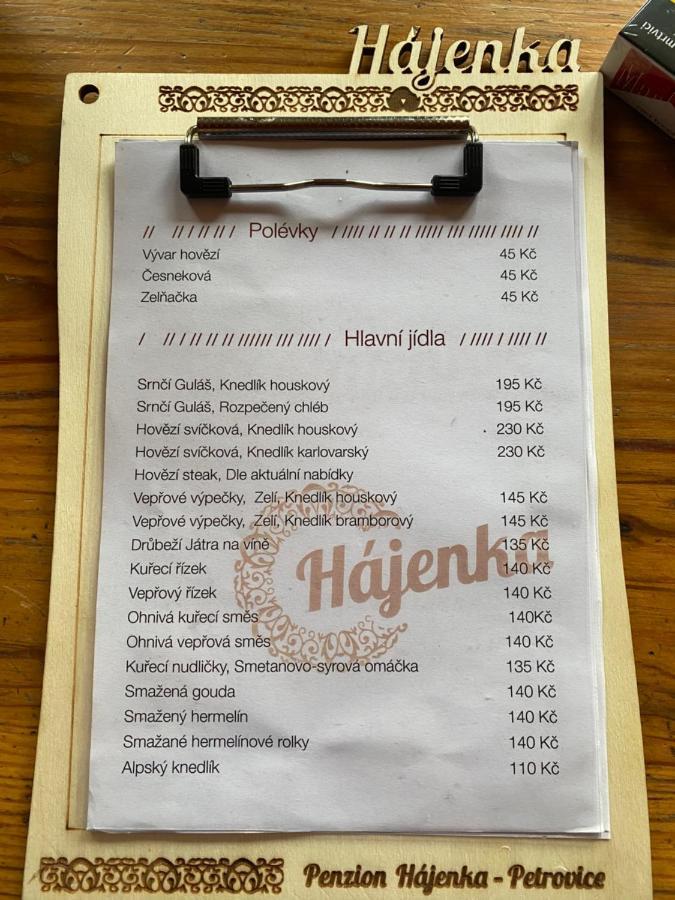 Hájenka
mrtvicí
// // / // // / Polévky / //// // // // ///// /// ///// //// //
Vývar hovězí 45 Kč
Česneková 45 Kč
Zelňačka 45 Kč
/ // / // // // ////// /// //// / Hlavní jídla / //// / //// //
Srnčí Guláš, Knedlík houskový 195 Kč
Srnčí Guláš, Rozpečený chléb 195 Kč
Hovězí svíčková, Knedlík houskový 230 Kč
Hovězí svíčková, Knedlík karlovarský 230 Kč
Hovězí steak, Dle aktuální nabídky
Vepřové výpečky, Zelí, Knedlík houskový 145 Kč
Vepřové výpečky, Zelí, Knedlík bramborový 145 Kč
Drůbeží Játra na víně 135 Kč
Kuřecí řízek 140 Kč
Hájenka
Vepřový řízek 140 Kč
Ohnivá kuřecí směs 140Kč
Ohnivá vepřová směs 140 Kč
Kuřecí nudličky, Smetanovo-syrová omáčka 135 Kč
Smažená gouda 140 Kč
Smažený hermelín 140 Kč
Smažané hermelínové rolky 140 Kč
Alpský knedlík 110 Kč
Penzion Hájenka - Petrovice